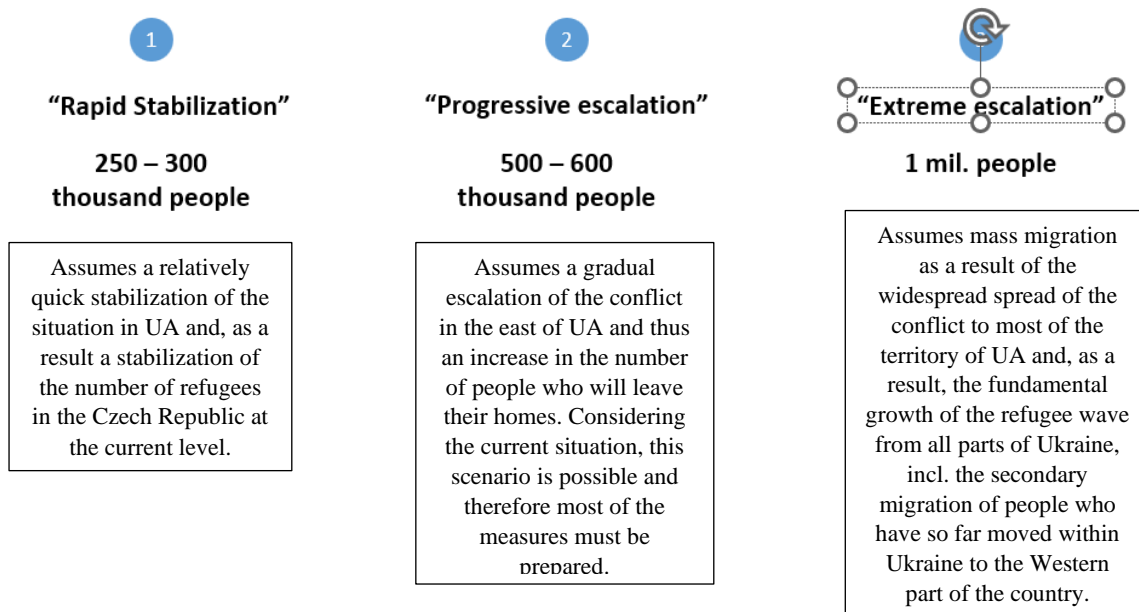 1
“Rapid Stabilization”
250 – 300
thousand people
Assumes a relatively
quick stabilization of the
situation in UA and, as a
result a stabilization of
the number of refugees
in the Czech Republic at
the current level.
2
“Progressive escalation”
500 – 600
thousand people
Assumes a gradual
escalation of the conflict
in the east of UA and thus
an increase in the number
of people who will leave
their homes. Considering
the current situation, this
scenario is possible and
therefore most of the
measures must be
prepared.
“Extreme escalation”
1 mil. people
Assumes mass migration
as a result of the
widespread spread of the
conflict to most of the
territory of UA and, as a
result, the fundamental
growth of the refugee wave
from all parts of Ukraine,
incl. the secondary
migration of people who
have so far moved within
Ukraine to the Western
part of the country.